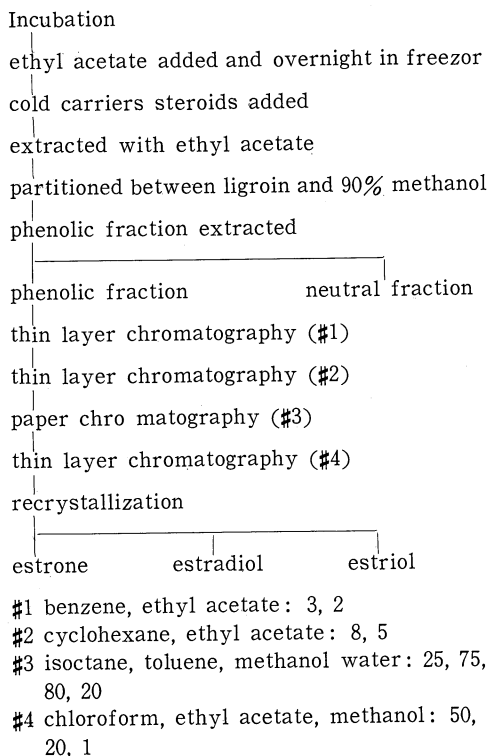 Incubation
ethyl acetate added and overnight in freezor
cold carriers steroids added
extracted with ethyl acetate
partitioned between ligroin and 90% methanol
phenolic fraction extracted
phenolic fraction neutral fraction
thin layer chromatography (#1)
thin layer chromatography (#2)
paper chro matography (#3)
thin layer chromatography (#4)
recrystallization
estrone estradiol estriol
#1 benzene, ethyl acetate: 3, 2
#2 cyclohexane, ethyl acetate: 8, 5
#3 isoctane, toluene, methanol water: 25, 75,
80, 20
#4 chloroform, ethyl acetate, methanol: 50,
20, 1